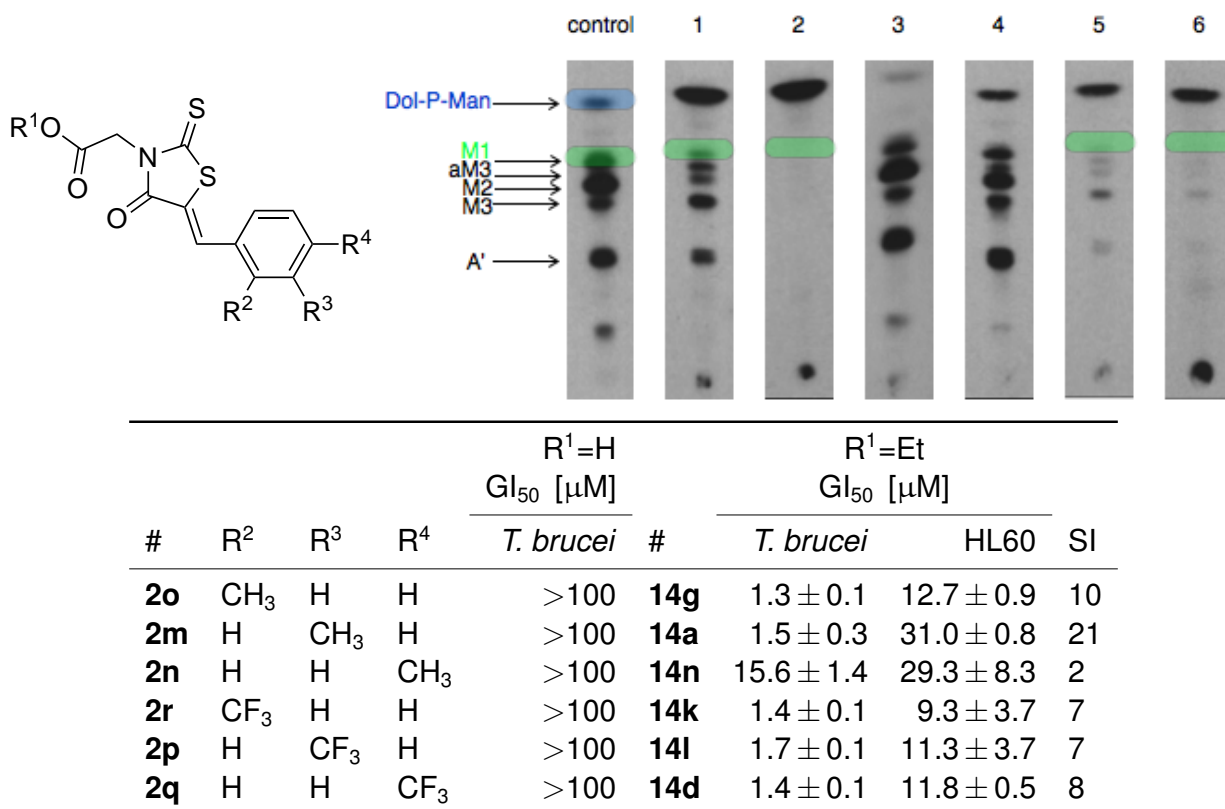 control 1 2 3 4 5 6
Dol-P-Man
M1
aM3
M2
M3
A'
S
R¹O
N
S
O
O
R⁴
R²
R³
R¹=H R¹=Et
GI₅₀ [μM] GI₅₀ [μM]
# R² R³ R⁴ T. brucei # T. brucei HL60 SI
2o CH₃ H H >100 14g 1.3 ± 0.1 12.7 ± 0.9 10
2m H CH₃ H >100 14a 1.5 ± 0.3 31.0 ± 0.8 21
2n H H CH₃ >100 14n 15.6 ± 1.4 29.3 ± 8.3 2
2r CF₃ H H >100 14k 1.4 ± 0.1 9.3 ± 3.7 7
2p H CF₃ H >100 14l 1.7 ± 0.1 11.3 ± 3.7 7
2q H H CF₃ >100 14d 1.4 ± 0.1 11.8 ± 0.5 8